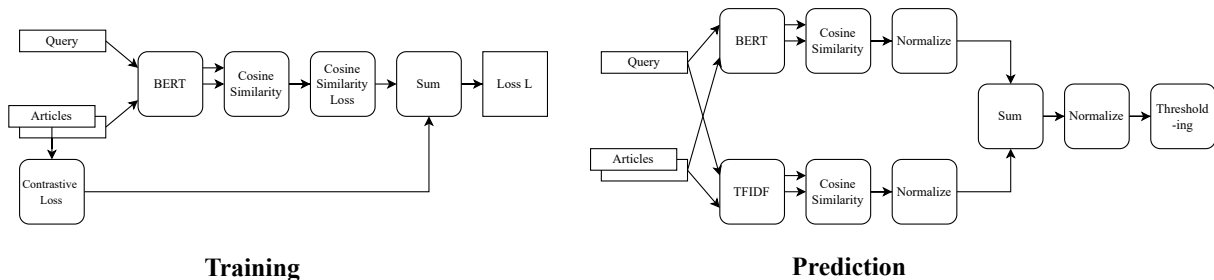 Query
Articles
BERT
Cosine
Similarity
Cosine
Similarity
Loss
Sum
Loss L
Contrastive
Loss
Training
Query
Articles
BERT
Cosine
Similarity
Normalize
TFIDF
Cosine
Similarity
Normalize
Sum
Normalize
Threshold
-ing
Prediction